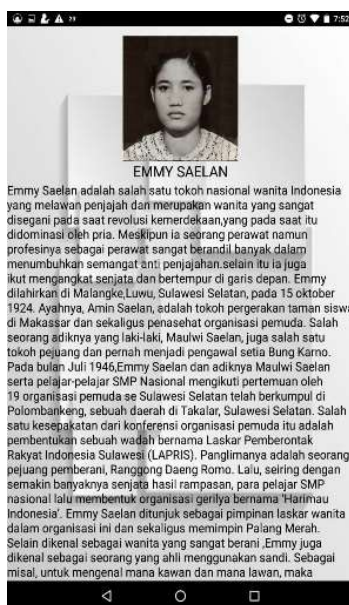 7:52
EMMY SAELAN
Emmy Saelan adalah salah satu tokoh nasional wanita Indonesia
yang melawan penjajah dan merupakan wanita yang sangat
disegani pada saat revolusi kemerdekaan,yang pada saat itu
didominasi oleh pria. Meskipun ia seorang perawat namun
profesinya sebagai perawat sangat berandil banyak dalam
menumbuhkan semangat anti penjajahan.selain itu ia juga
ikut mengangkat senjata dan bertempur di garis depan. Emmy
dilahirkan di Malangke,Luwu, Sulawesi Selatan, pada 15 oktober
1924. Ayahnya, Amin Saelan, adalah tokoh pergerakan taman siswa
di Makassar dan sekaligus penasehat organisasi pemuda. Salah
seorang adiknya yang laki-laki, Maulwi Saelan, juga salah satu
tokoh pejuang dan pernah menjadi pengawal setia Bung Karno.
Pada bulan Juli 1946,Emmy Saelan dan adiknya Maulwi Saelan
serta pelajar-pelajar SMP Nasional mengikuti pertemuan oleh
19 organisasi pemuda se Sulawesi Selatan telah berkumpul di
Polombankeng, sebuah daerah di Takalar, Sulawesi Selatan. Salah
satu kesepakatan dari konferensi organisasi pemuda itu adalah
pembentukan sebuah wadah bernama Laskar Pemberontak
Rakyat Indonesia Sulawesi (LAPRIS). Panglimanya adalah seorang
pejuang pemberani, Ranggong Daeng Romo. Lalu, seiring dengan
semakin banyaknya senjata hasil rampasan, para pelajar SMP
nasional lalu membentuk organisasi gerilya bernama 'Harimau
Indonesia'. Emmy Saelan ditunjuk sebagai pimpinan laskar wanita
dalam organisasi ini dan sekaligus memimpin Palang Merah.
Selain dikenal sebagai wanita yang sangat berani ,Emmy juga
dikenal sebagai seorang yang ahli menggunakan sandi. Sebagai
misal, untuk mengenal mana kawan dan mana lawan, maka